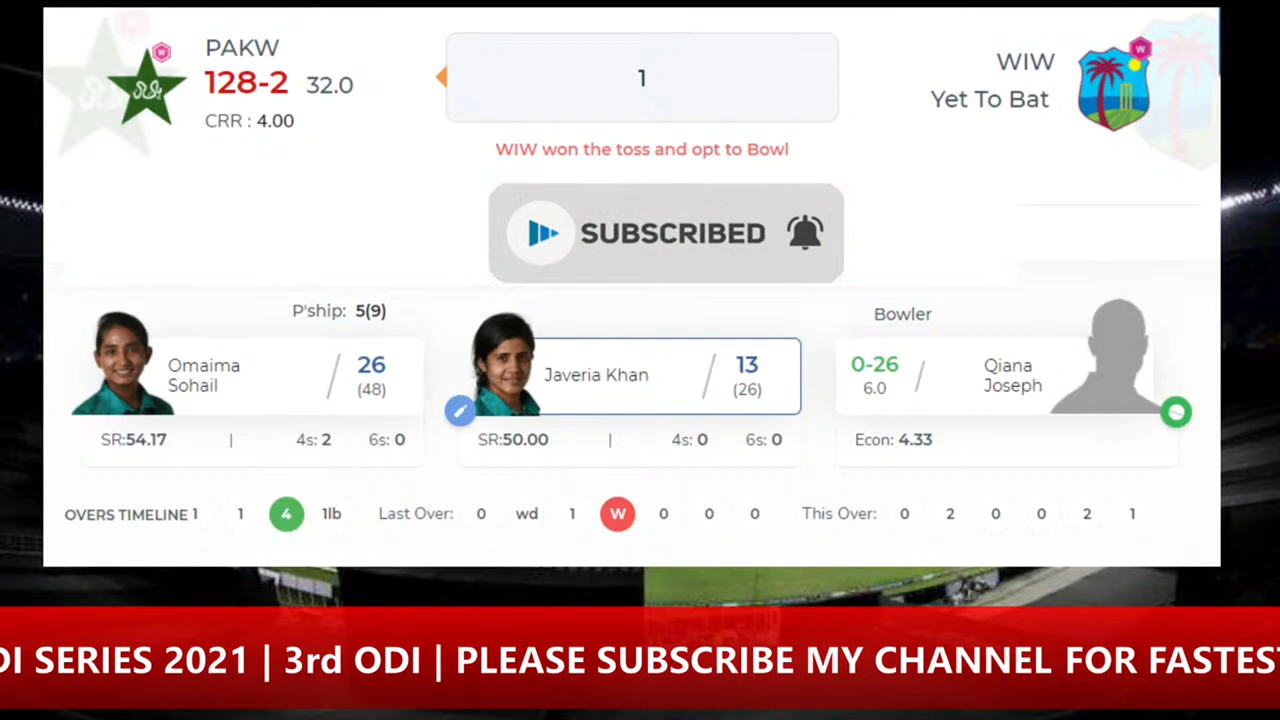 PAKW
128-2 32.0
CRR : 4.00
1
WIW won the toss and opt to Bowl
WIW
Yet To Bat
W
W
SUBSCRIBED
P'ship: 5(9)
Omaima
Sohail
26
(48)
SR:54.17 | 4s: 2 6s: 0
Javeria Khan
13
(26)
SR:50.00 | 4s: 0 6s: 0
Bowler
0-26
6.0
Qiana
Joseph
Econ: 4.33
OVERS TIMELINE 1 1 4 1lb Last Over: 0 wd 1 W 0 0 0 This Over: 0 2 0 0 2 1
DI SERIES 2021 | 3rd ODI | PLEASE SUBSCRIBE MY CHANNEL FOR FASTEST